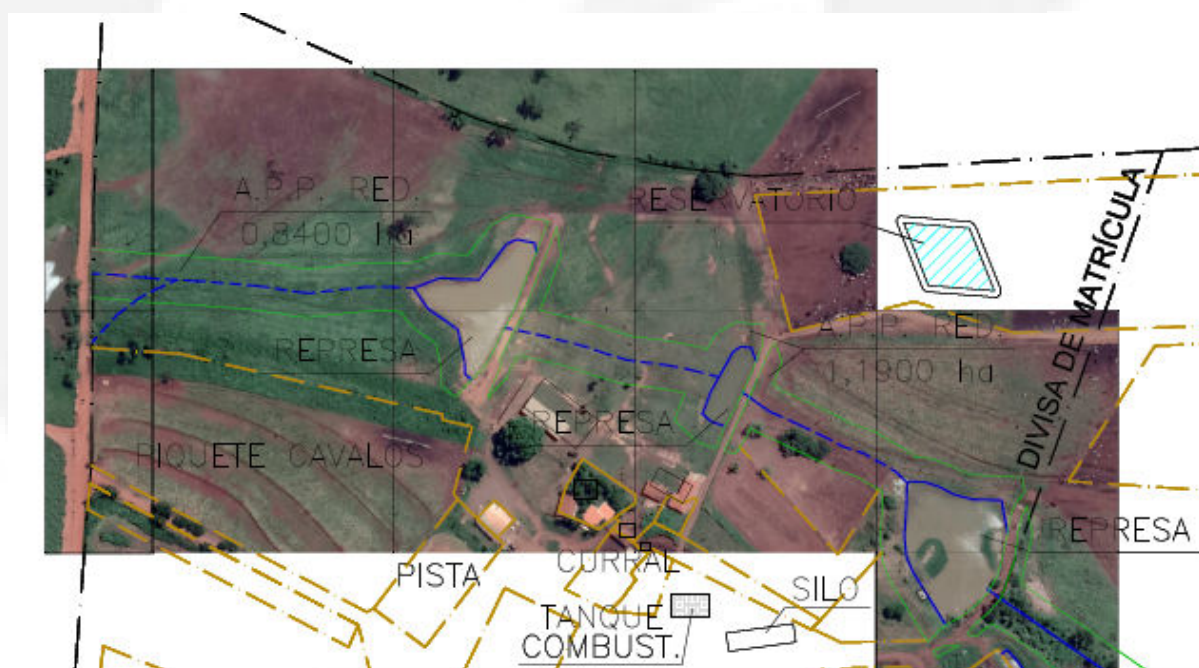 A.P.P. RED.
0,8400 ha
RESERVATORIO
DIVISA DE MATRÍCULA
REPRESA
A.P.P. RED.
1,1900 ha
REPRESA
PIQUETE CAVALOS
REPRESA
PISTA
CURRAL
SILO
TANQUE
COMBUST.